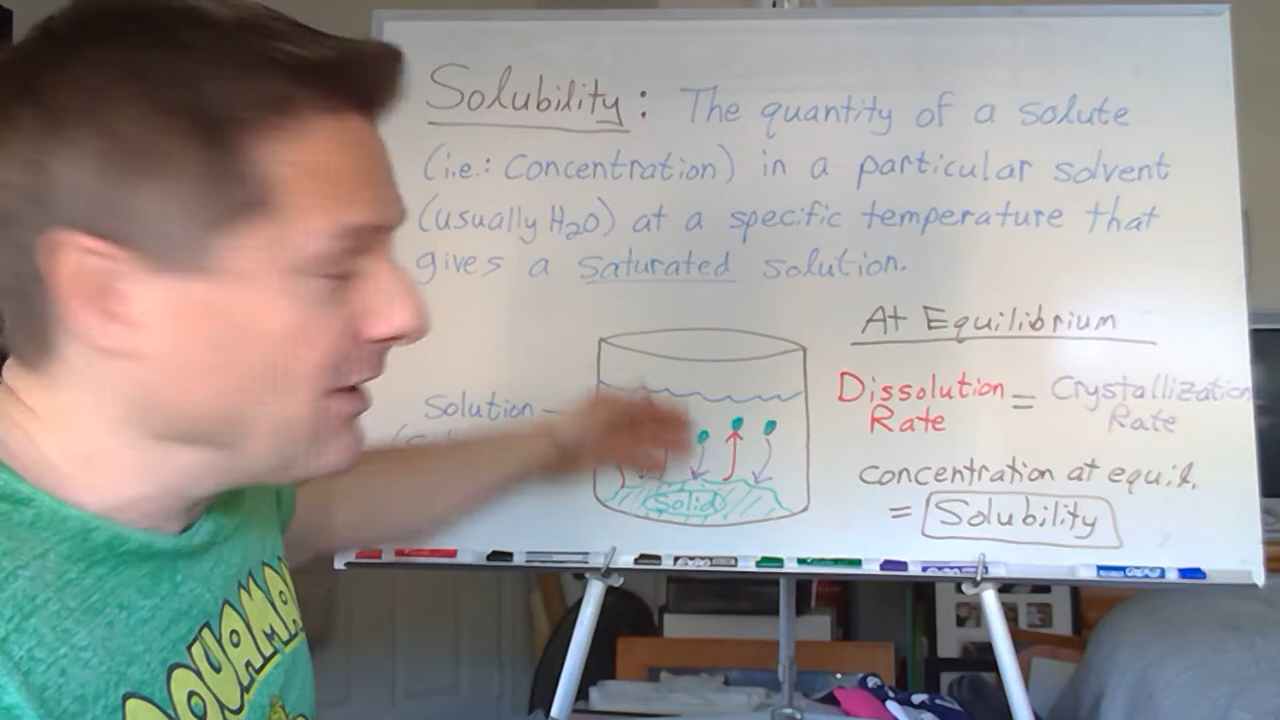 Solubility: The quantity of a solute
(i.e.: Concentration) in a particular solvent
(usually H2O) at a specific temperature that
gives a saturated solution.
At Equilibrium
Dissolution = Crystallization
Rate Rate
Solution
Solid
concentration at equil.
= Solubility
AQUAMAN